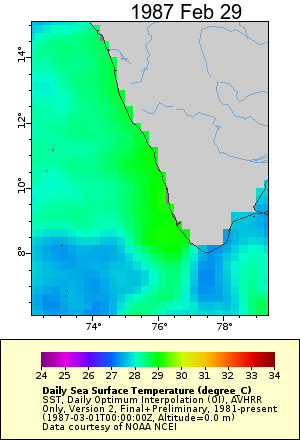 1987 Feb 29
14°
12°
10°
8°
74°
76°
78°
24 25 26 27 28 29 30 31 32 33 34
Daily Sea Surface Temperature (degree_C)
SST, Daily Optimum Interpolation (OI), AVHRR
Only, Version 2, Final+Preliminary, 1981-present
(1987-03-01T00:00:00Z, Altitude=0.0 m)
Data courtesy of NOAA NCEI